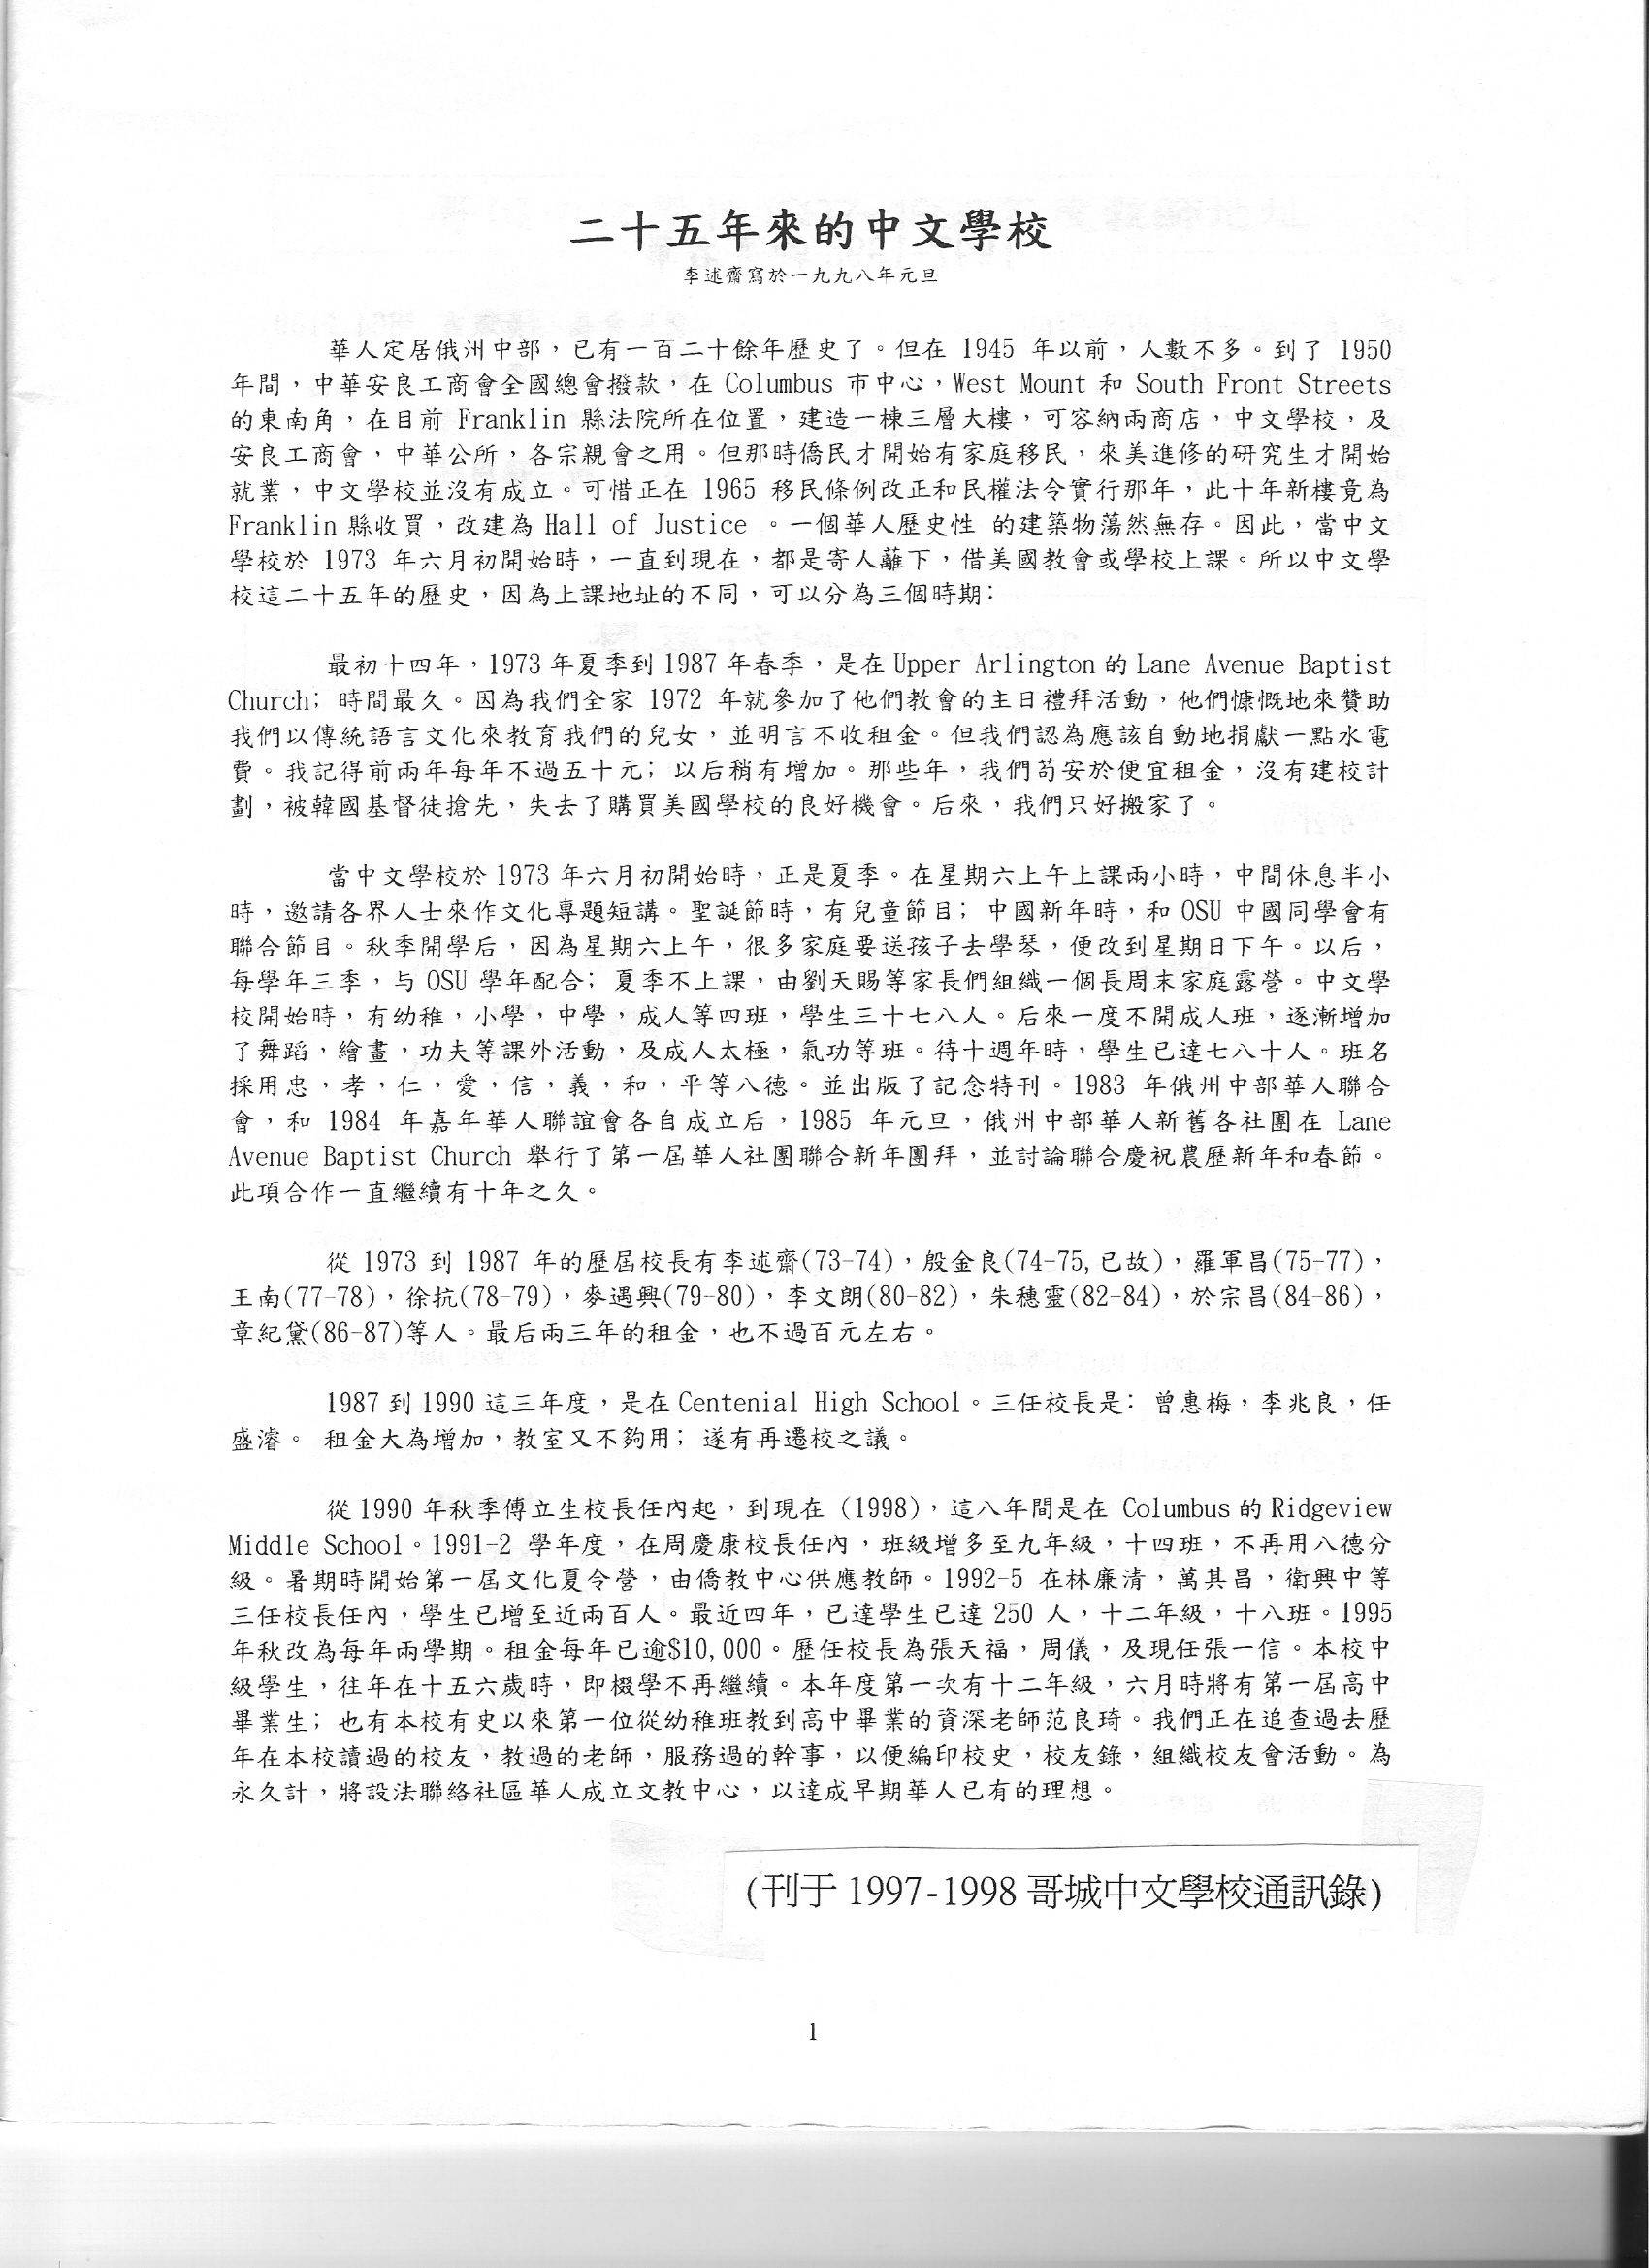 二十五年來的中文學校
李述齋寫於一九九八年元旦
華人定居俄州中部，已有一百二十餘年歷史了。但在 1945 年以前，人數不多。到了 1950
年間，中華安良工商會全國總會撥款，在 Columbus 市中心，West Mount 和 South Front Streets
的東南角，在目前 Franklin 縣法院所在位置，建造一棟三層大樓，可容納兩商店，中文學校，及
安良工商會，中華公所，各宗親會之用。但那時僑民才開始有家庭移民，來美進修的研究生才開始
就業，中文學校並沒有成立。可惜正在 1965 移民條例改正和民權法令實行那年，此十年新樓竟為
Franklin 縣收買，改建為 Hall of Justice 。一個華人歷史性 的建築物蕩然無存。因此，當中文
學校於 1973 年六月初開始時，一直到現在，都是寄人蘺下，借美國教會或學校上課。所以中文學
校這二十五年的歷史，因為上課地址的不同，可以分為三個時期：
最初十四年，1973 年夏季到 1987 年春季，是在 Upper Arlington 的 Lane Avenue Baptist
Church; 時間最久。因為我們全家 1972 年就參加了他們教會的主日禮拜活動，他們慷慨地來贊助
我們以傳統語言文化來教育我們的兒女，並明言不收租金。但我們認為應該自動地捐獻一點水電
費。我記得前兩年每年不過五十元; 以后稍有增加。那些年，我們苟安於便宜租金，沒有建校計
劃，被韓國基督徒搶先，失去了購買美國學校的良好機會。后來，我們只好搬家了。
當中文學校於 1973 年六月初開始時，正是夏季。在星期六上午上課兩小時，中間休息半小
時，邀請各界人士來作文化專題短講。聖誕節時，有兒童節目; 中國新年時，和 OSU 中國同學會有
聯合節目。秋季開學后，因為星期六上午，很多家庭要送孩子去學琴，便改到星期日下午。以后，
每學年三季，与 OSU 學年配合; 夏季不上課，由劉天賜等家長們組織一個長周末家庭露營。中文學
校開始時，有幼稚，小學，中學，成人等四班，學生三十七八人。后來一度不開成人班，逐漸增加
了舞蹈，繪畫，功夫等課外活動，及成人太極，氣功等班。待十週年時，學生已達七八十人。班名
採用忠，孝，仁，愛，信，義，和，平等八德。並出版了記念特刊。1983 年俄州中部華人聯合
會，和 1984 年嘉年華人聯誼會各自成立后，1985 年元旦，俄州中部華人新舊各社團在 Lane
Avenue Baptist Church 舉行了第一屆華人社團聯合新年團拜，並討論聯合慶祝農歷新年和春節。
此項合作一直繼續有十年之久。
從 1973 到 1987 年的歷屆校長有李述齋(73-74)，殷金良(74-75,已故)，羅軍昌(75-77)，
王南(77-78)，徐抗(78-79)，麥遇興(79-80)，李文朗(80-82)，朱穗靈(82-84)，於宗昌(84-86)，
章紀黛(86-87)等人。最后兩三年的租金，也不過百元左右。
1987 到 1990 這三年度，是在 Centenial High School。三任校長是: 曾惠梅，李兆良，任
盛濬。 租金大為增加，教室又不夠用; 遂有再遷校之議。
從 1990 年秋季傅立生校長任內起，到現在 (1998)，這八年間是在 Columbus 的 Ridgeview
Middle School。1991-2 學年度，在周慶康校長任內，班級增多至九年級，十四班，不再用八德分
級。暑期時開始第一屆文化夏令營，由僑教中心供應教師。1992-5 在林廉清，萬其昌，衛興中等
三任校長任內，學生已增至近兩百人。最近四年，已達學生已達 250 人，十二年級，十八班。1995
年秋改為每年兩學期。租金每年已逾$10,000。歷任校長為張天福，周儀，及現任張一信。本校中
級學生，往年在十五六歲時，即輟學不再繼續。本年度第一次有十二年級，六月時將有第一屆高中
畢業生; 也有本校有史以來第一位從幼稚班教到高中畢業的資深老師范良琦。我們正在追查過去歷
年在本校讀過的校友，教過的老師，服務過的幹事，以便編印校史，校友錄，組織校友會活動。為
永久計，將設法聯絡社區華人成立文教中心，以達成早期華人已有的理想。
(刊于 1997-1998 哥城中文學校通訊錄)
1